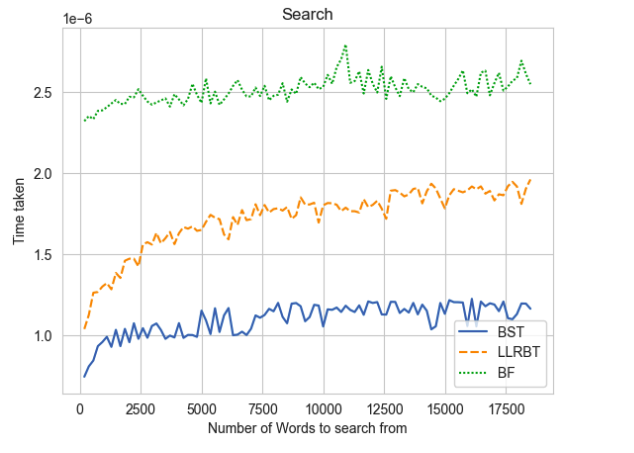 Search
1e−6
Time taken
2.5
2.0
1.5
1.0
0
2500
5000
7500
10000
12500
15000
17500
Number of Words to search from
BST
LLRBT
BF